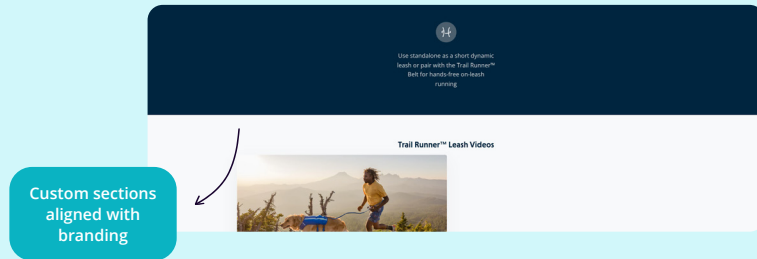 Use standalone as a short dynamic
leash or pair with the Trail Runner™
Belt for hands-free on-leash
running
Trail Runner™ Leash Videos
Custom sections
aligned with
branding